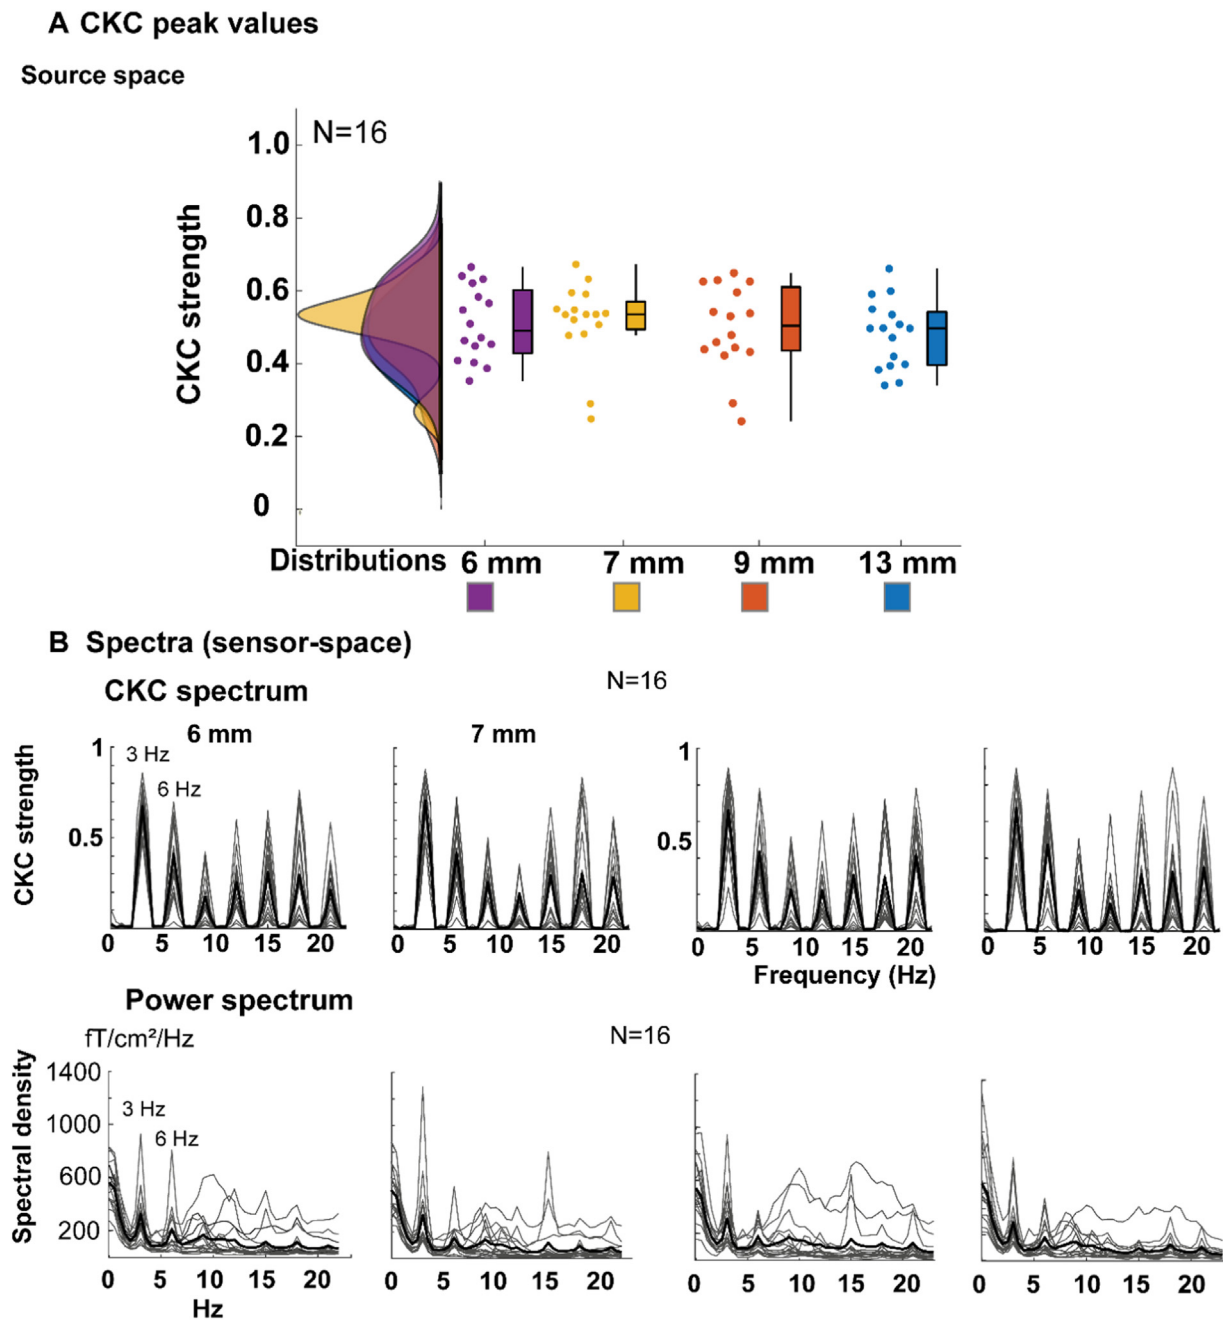 A CKC peak values
Source space
N=16
1.0
0.8
0.6
0.4
0.2
0
CKC strength
Distributions 6 mm 7 mm 9 mm 13 mm
B Spectra (sensor-space)
CKC spectrum
N=16
6 mm 7 mm
1 3 Hz 1
6 Hz
0.5 0.5
CKC strength
0 5 10 15 20 0 5 10 15 20 0 5 10 15 20 0 5 10 15 20
Frequency (Hz)
Power spectrum
fT/cm²/Hz N=16
1400
3 Hz
1000
6 Hz
600
200
Spectral density
0 5 10 15 20 0 5 10 15 20 0 5 10 15 20 0 5 10 15 20
Hz